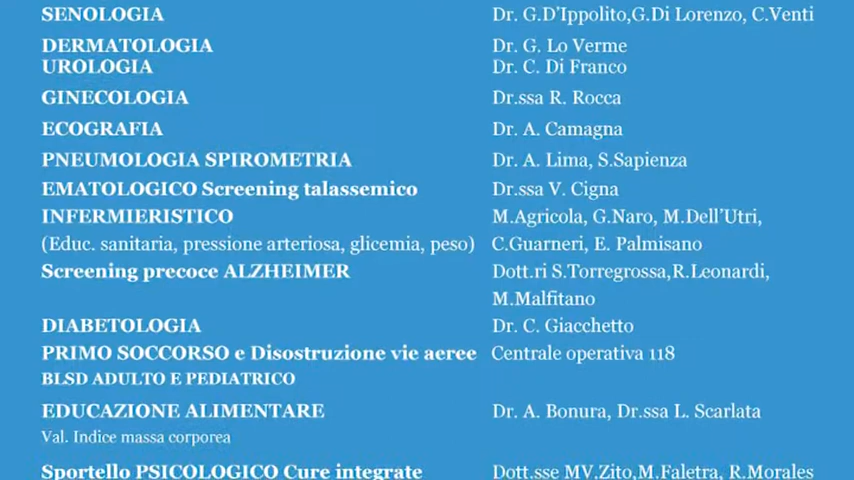 SENOLOGIA Dr. G.D'Ippolito,G.Di Lorenzo, C.Venti
DERMATOLOGIA Dr. G. Lo Verme
UROLOGIA Dr. C. Di Franco
GINECOLOGIA Dr.ssa R. Rocca
ECOGRAFIA Dr. A. Camagna
PNEUMOLOGIA SPIROMETRIA Dr. A. Lima, S.Sapienza
EMATOLOGICO Screening talassemico Dr.ssa V. Cigna
INFERMIERISTICO M.Agricola, G.Naro, M.Dell'Utri,
(Educ. sanitaria, pressione arteriosa, glicemia, peso) C.Guarneri, E. Palmisano
Screening precoce ALZHEIMER Dott.ri S.Torregrossa,R.Leonardi,
M.Malfitano
DIABETOLOGIA Dr. C. Giacchetto
PRIMO SOCCORSO e Disostruzione vie aeree Centrale operativa 118
BLSD ADULTO E PEDIATRICO
EDUCAZIONE ALIMENTARE Dr. A. Bonura, Dr.ssa L. Scarlata
Val. Indice massa corporea
Sportello PSICOLOGICO Cure integrate Dott.sse MV.Zito,M.Faletra, R.Morales